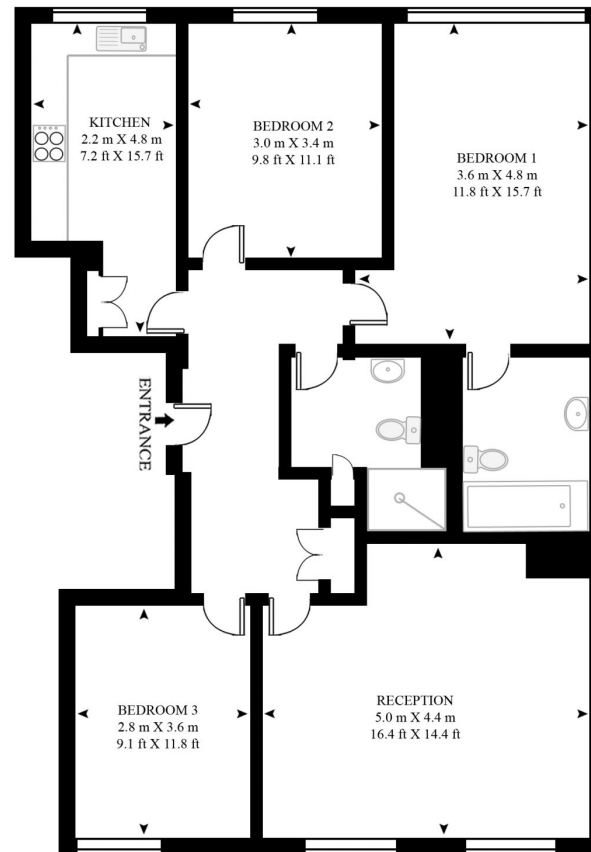 KITCHEN
2.2 m X 4.8 m
7.2 ft X 15.7 ft
BEDROOM 2
3.0 m X 3.4 m
9.8 ft X 11.1 ft
BEDROOM 1
3.6 m X 4.8 m
11.8 ft X 15.7 ft
ENTRANCE
BEDROOM 3
2.8 m X 3.6 m
9.1 ft X 11.8 ft
RECEPTION
5.0 m X 4.4 m
16.4 ft X 14.4 ft